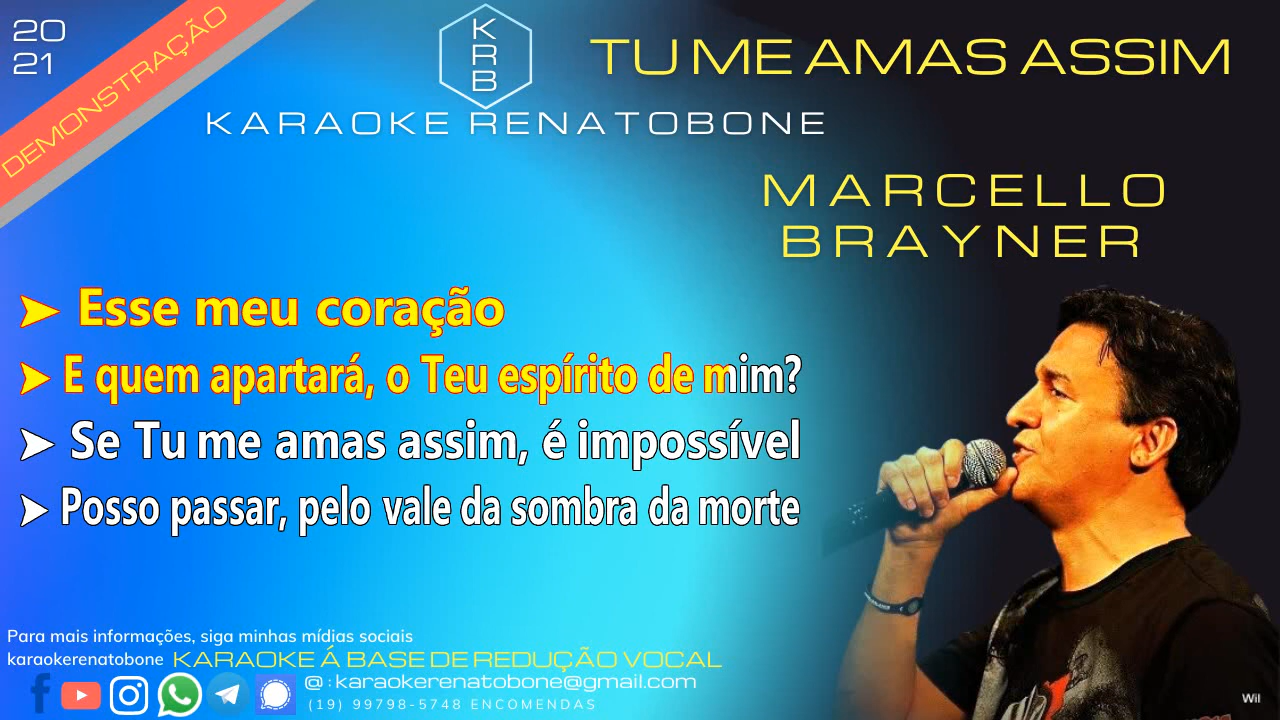 20
21
DEMONSTRAÇÃO
K
R
B
TU ME AMAS ASSIM
KARAOKE RENATOBONE
MARCELLO
BRAYNER
➤ Esse meu coração
➤ E quem apartará, o Teu espírito de mim?
➤ Se Tu me amas assim, é impossível
➤ Posso passar, pelo vale da sombra da morte
Para mais informações, siga minhas mídias sociais
karaokerenatobone KARAOKE Á BASE DE REDUÇÃO VOCAL
@ : karaokerenatobone@gmail.com
(19) 99798-5748 ENCOMENDAS
Wil